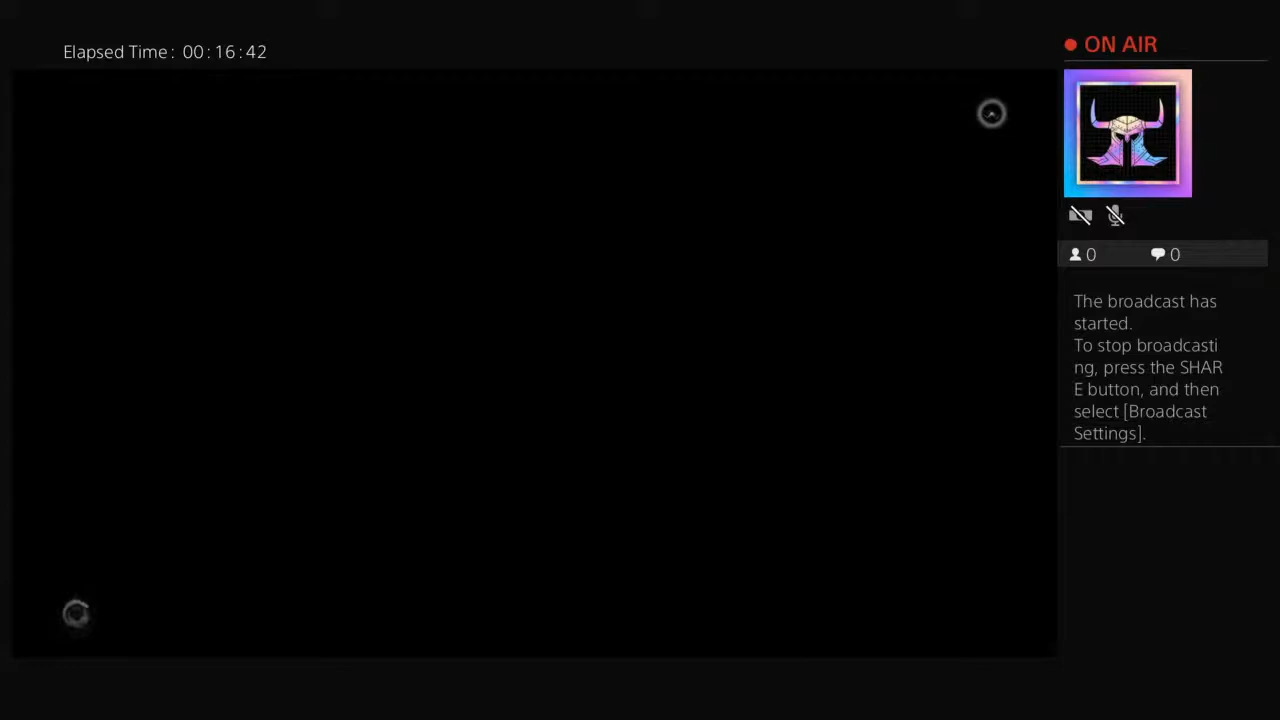 Elapsed Time: 00:16:42
ON AIR
0 0
The broadcast has
started.
To stop broadcasti
ng, press the SHAR
E button, and then
select [Broadcast
Settings].